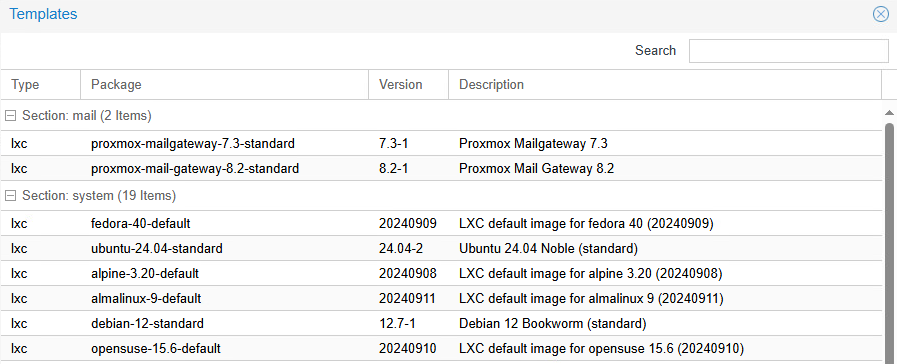 Templates
Search
Type Package Version Description
Section: mail (2 Items)
lxc proxmox-mailgateway-7.3-standard 7.3-1 Proxmox Mailgateway 7.3
lxc proxmox-mail-gateway-8.2-standard 8.2-1 Proxmox Mail Gateway 8.2
Section: system (19 Items)
lxc fedora-40-default 20240909 LXC default image for fedora 40 (20240909)
lxc ubuntu-24.04-standard 24.04-2 Ubuntu 24.04 Noble (standard)
lxc alpine-3.20-default 20240908 LXC default image for alpine 3.20 (20240908)
lxc almalinux-9-default 20240911 LXC default image for almalinux 9 (20240911)
lxc debian-12-standard 12.7-1 Debian 12 Bookworm (standard)
lxc opensuse-15.6-default 20240910 LXC default image for opensuse 15.6 (20240910)